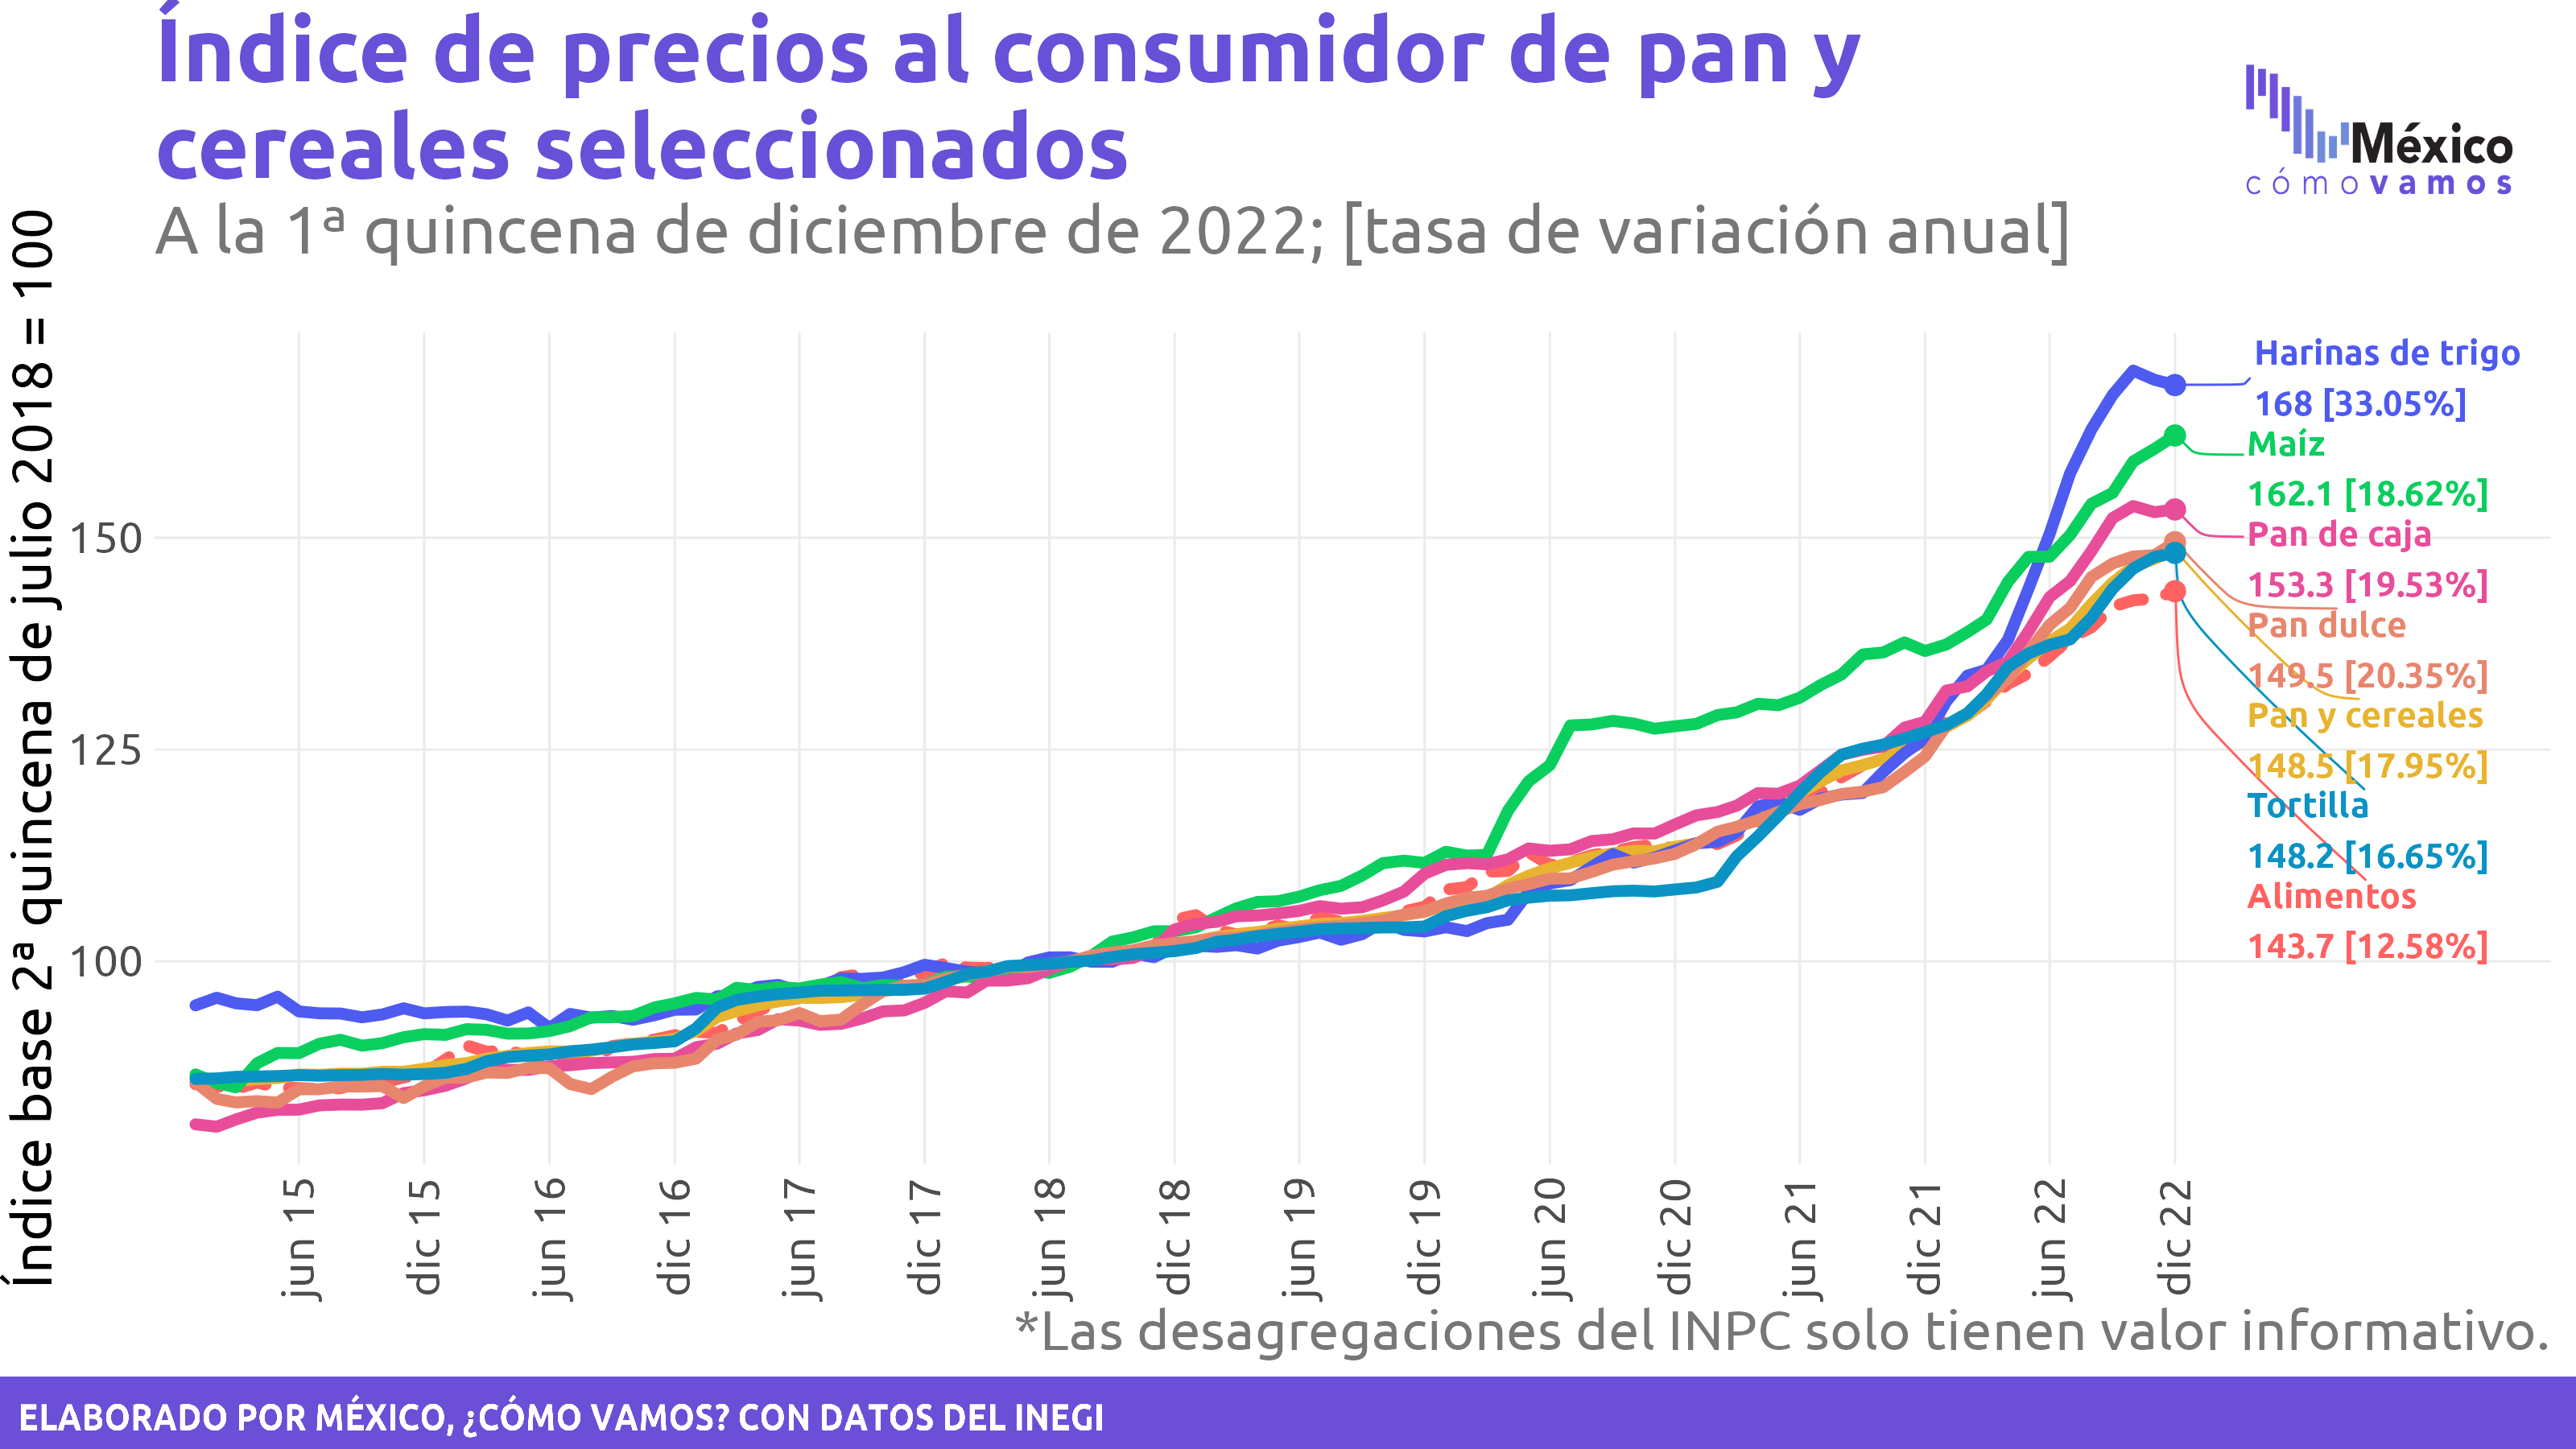 Índice de precios al consumidor de pan y
cereales seleccionados
A la 1ª quincena de diciembre de 2022; [tasa de variación anual]
México
cómo vamos
Índice base 2ª quincena de julio 2018 = 100
150
125
100
Harinas de trigo
168 [33.05%]
Maíz
162.1 [18.62%]
Pan de caja
153.3 [19.53%]
Pan dulce
149.5 [20.35%]
Pan y cereales
148.5 [17.95%]
Tortilla
148.2 [16.65%]
Alimentos
143.7 [12.58%]
jun 15
dic 15
jun 16
dic 16
jun 17
dic 17
jun 18
dic 18
jun 19
dic 19
jun 20
dic 20
jun 21
dic 21
jun 22
dic 22
*Las desagregaciones del INPC solo tienen valor informativo.
ELABORADO POR MÉXICO, ¿CÓMO VAMOS? CON DATOS DEL INEGI